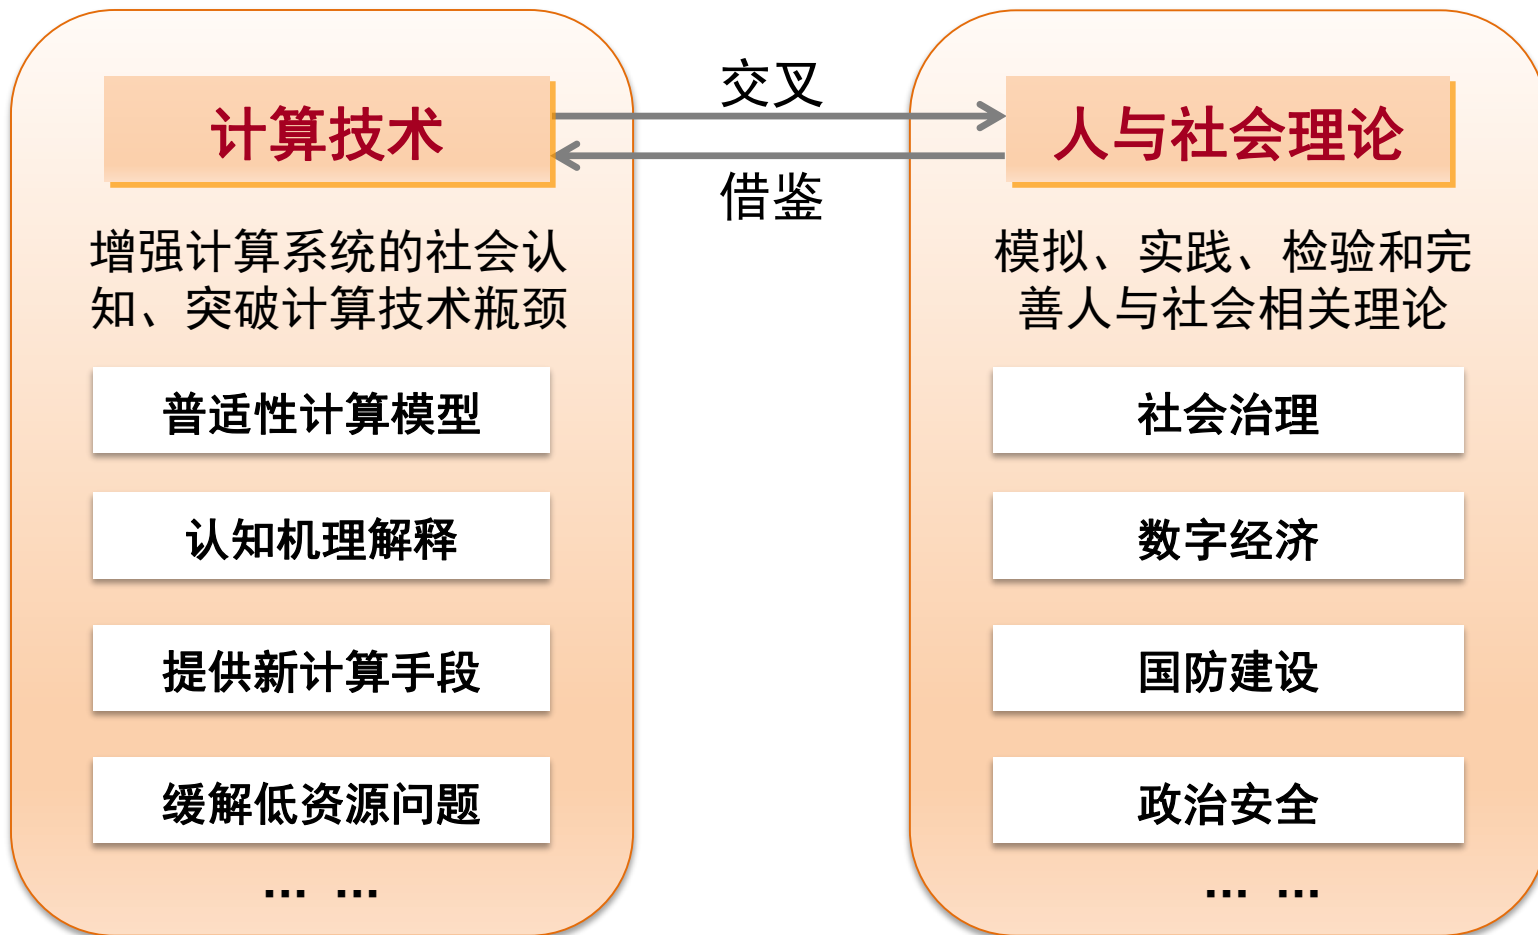 计算技术
增强计算系统的社会认
知、突破计算技术瓶颈
普适性计算模型
认知机理解释
提供新计算手段
缓解低资源问题
... ...
交叉
借鉴
人与社会理论
模拟、实践、检验和完
善人与社会相关理论
社会治理
数字经济
国防建设
政治安全
... ...